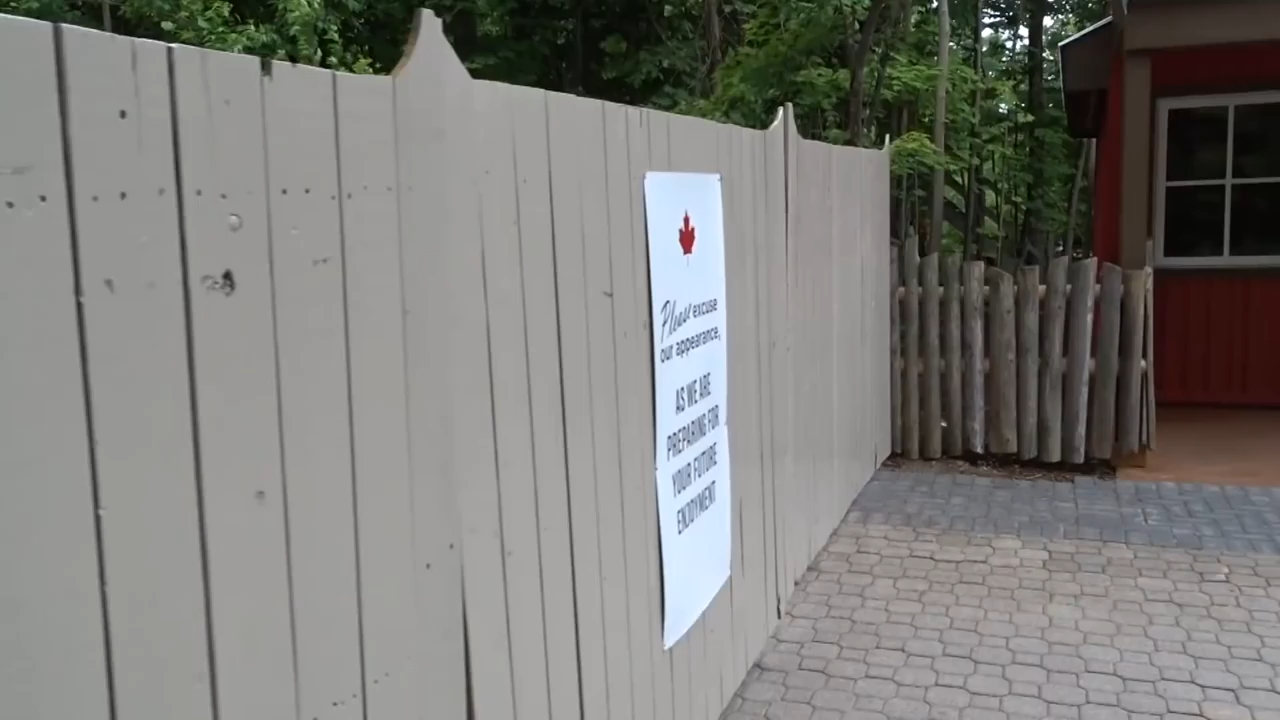 Please excuse
our appearance,
AS WE ARE
PREPARING FOR
YOUR FUTURE
ENJOYMENT